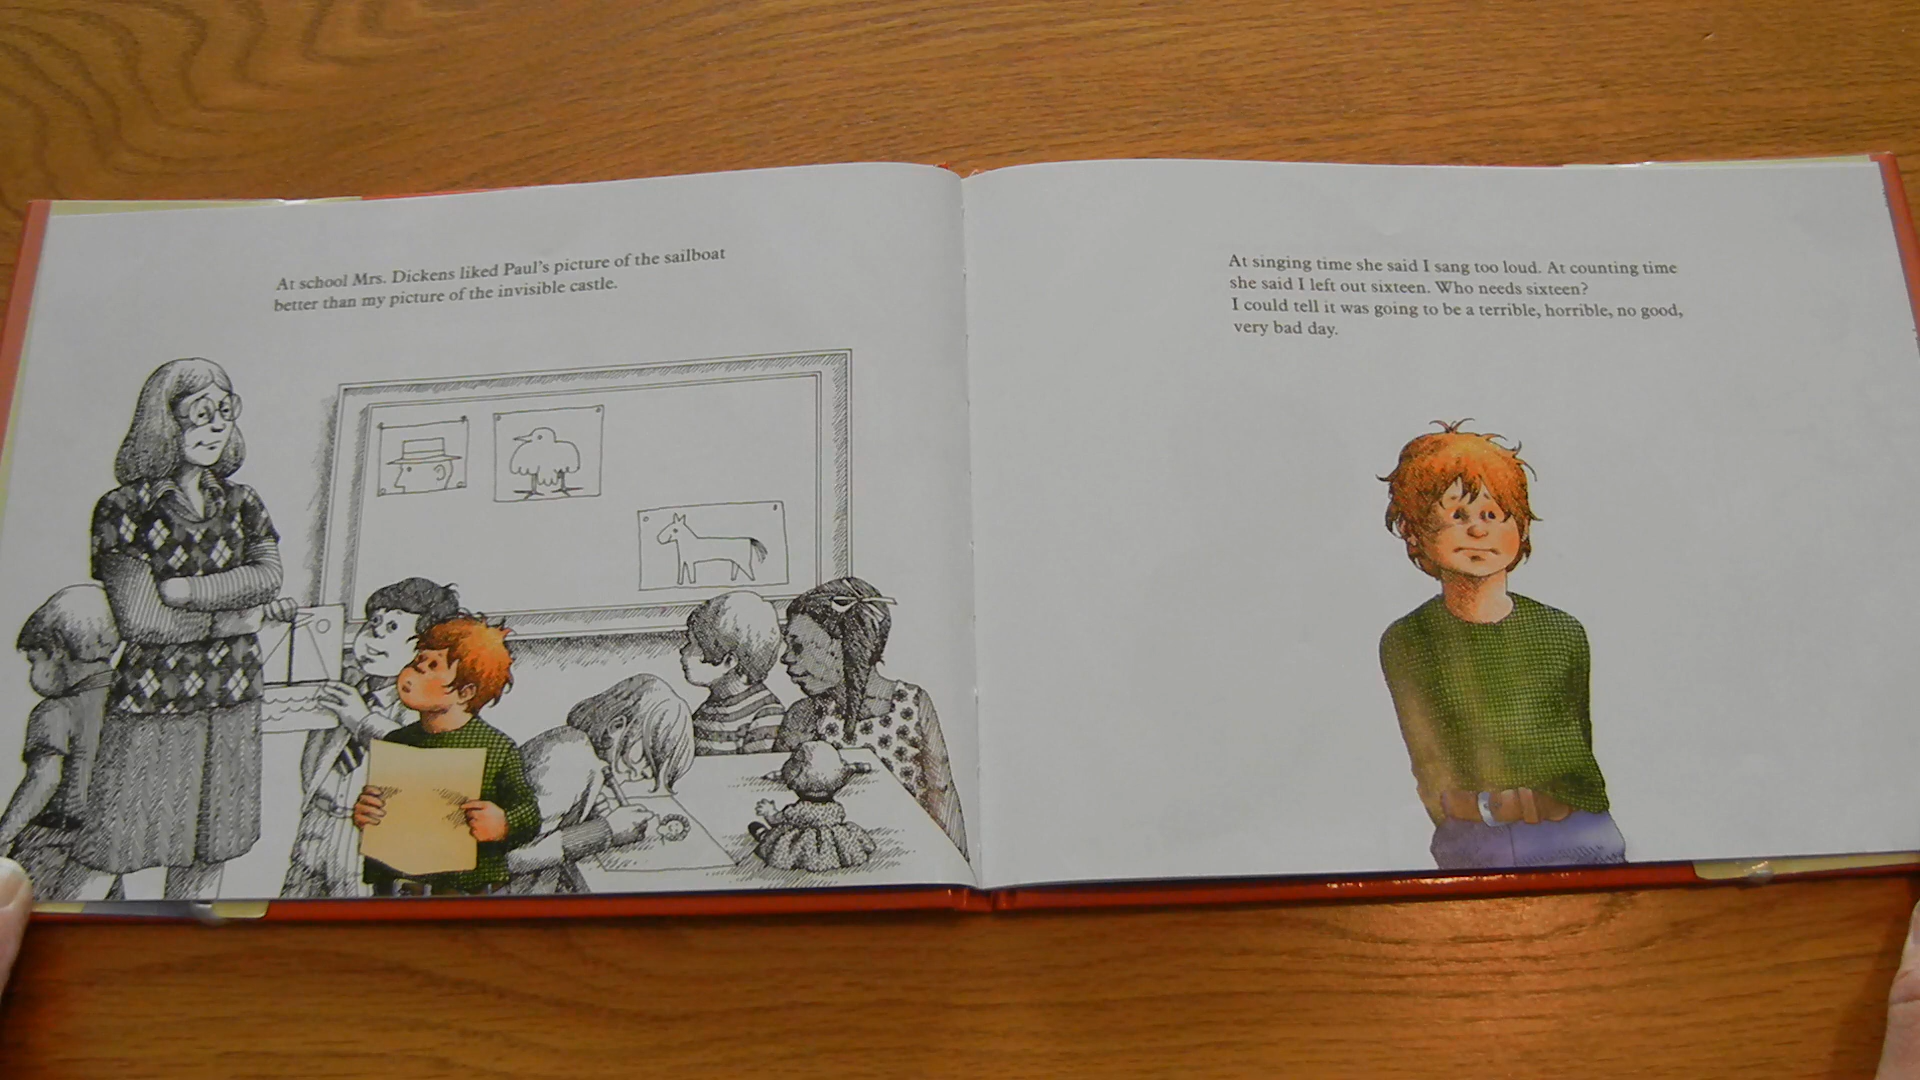 At school Mrs. Dickens liked Paul's picture of the sailboat
better than my picture of the invisible castle.
At singing time she said I sang too loud. At counting time
she said I left out sixteen. Who needs sixteen?
I could tell it was going to be a terrible, horrible, no good,
very bad day.